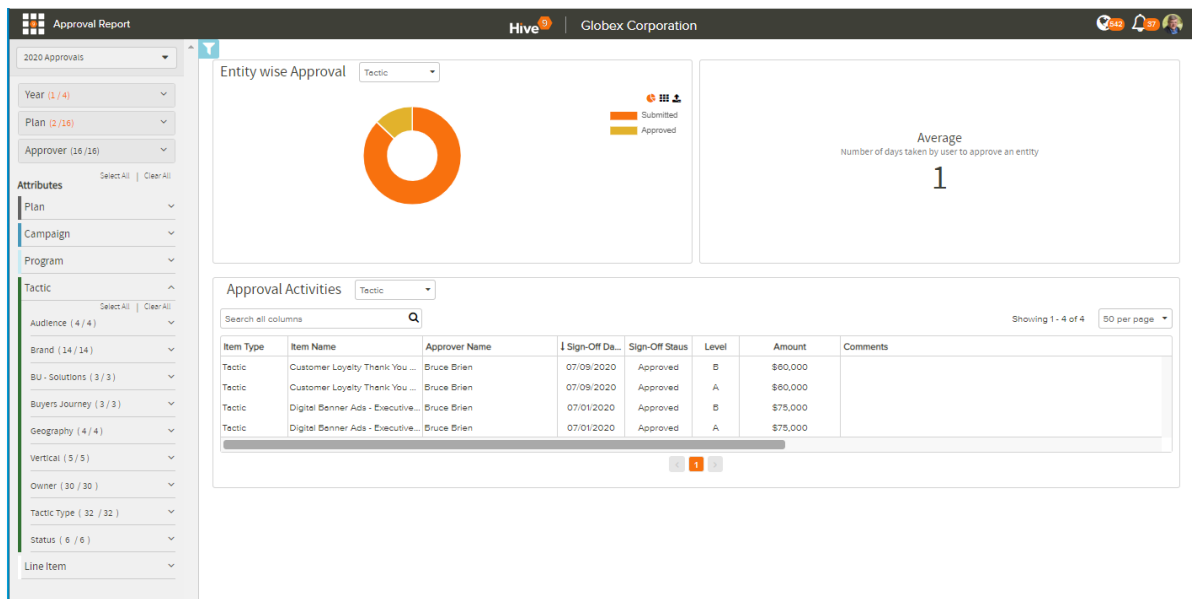 Approval Report
Hive9 | Globex Corporation
542
37
2020 Approvals
Year (1 / 4)
Plan (2 /16)
Approver (16 /16)
Select All | Clear All
Attributes
Plan
Campaign
Program
Tactic
Select All | Clear All
Audience ( 4 / 4 )
Brand ( 14 / 14 )
BU - Solutions ( 3 / 3 )
Buyers Journey ( 3 / 3 )
Geography ( 4 / 4 )
Vertical ( 5 / 5 )
Owner ( 30 / 30 )
Tactic Type ( 32 / 32 )
Status ( 6 / 6 )
Line Item
Entity wise Approval Tactic
Submitted
Approved
Average
Number of days taken by user to approve an entity
1
Approval Activities Tactic
Search all columns
Showing 1 - 4 of 4 50 per page
Item Type Item Name Approver Name Sign-Off Da... Sign-Off Staus Level Amount Comments
Tactic Customer Loyalty Thank You ... Bruce Brien 07/09/2020 Approved B $60,000
Tactic Customer Loyalty Thank You ... Bruce Brien 07/09/2020 Approved A $60,000
Tactic Digital Banner Ads - Executive... Bruce Brien 07/01/2020 Approved B $75,000
Tactic Digital Banner Ads - Executive... Bruce Brien 07/01/2020 Approved A $75,000
1